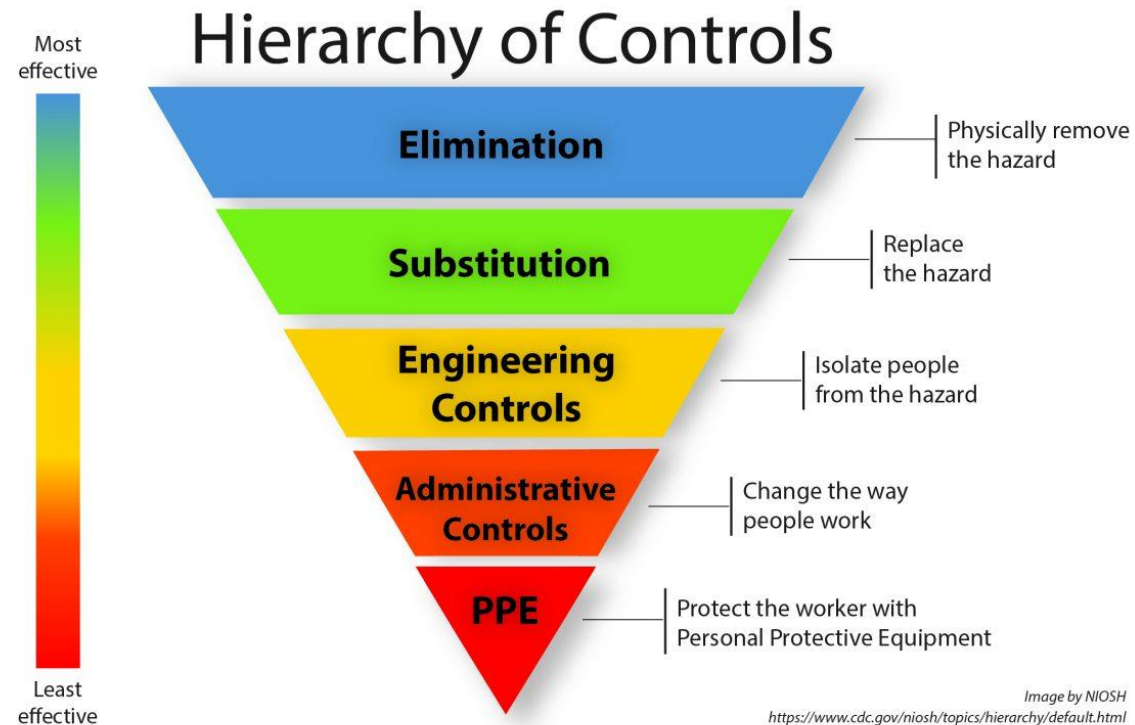 Hierarchy of Controls
Most
effective
Elimination
Physically remove
the hazard
Substitution
Replace
the hazard
Engineering
Controls
Isolate people
from the hazard
Administrative
Controls
Change the way
people work
PPE
Protect the worker with
Personal Protective Equipment
Least
effective
Image by NIOSH
https://www.cdc.gov/niosh/topics/hierarchy/default.html